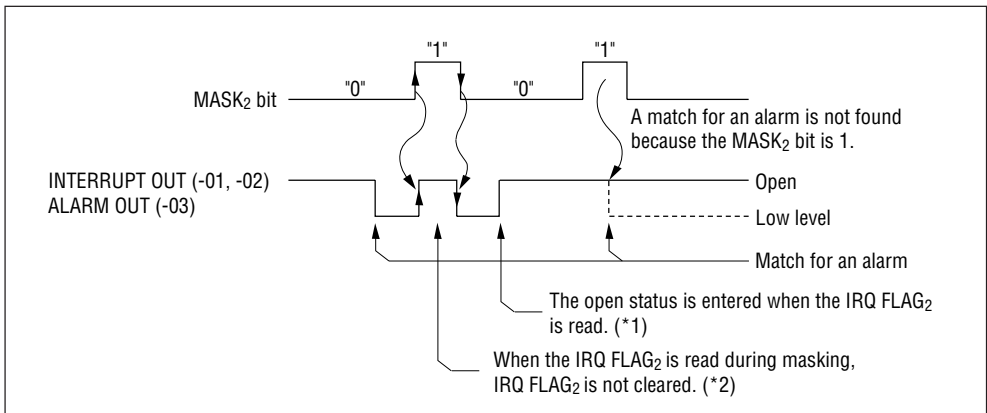 "1" "1"
"0" "0"
MASK2 bit
A match for an alarm is not found
because the MASK2 bit is 1.
INTERRUPT OUT (-01, -02)
ALARM OUT (-03)
Open
Low level
Match for an alarm
The open status is entered when the IRQ FLAG2
is read. (*1)
When the IRQ FLAG2 is read during masking,
IRQ FLAG2 is not cleared. (*2)